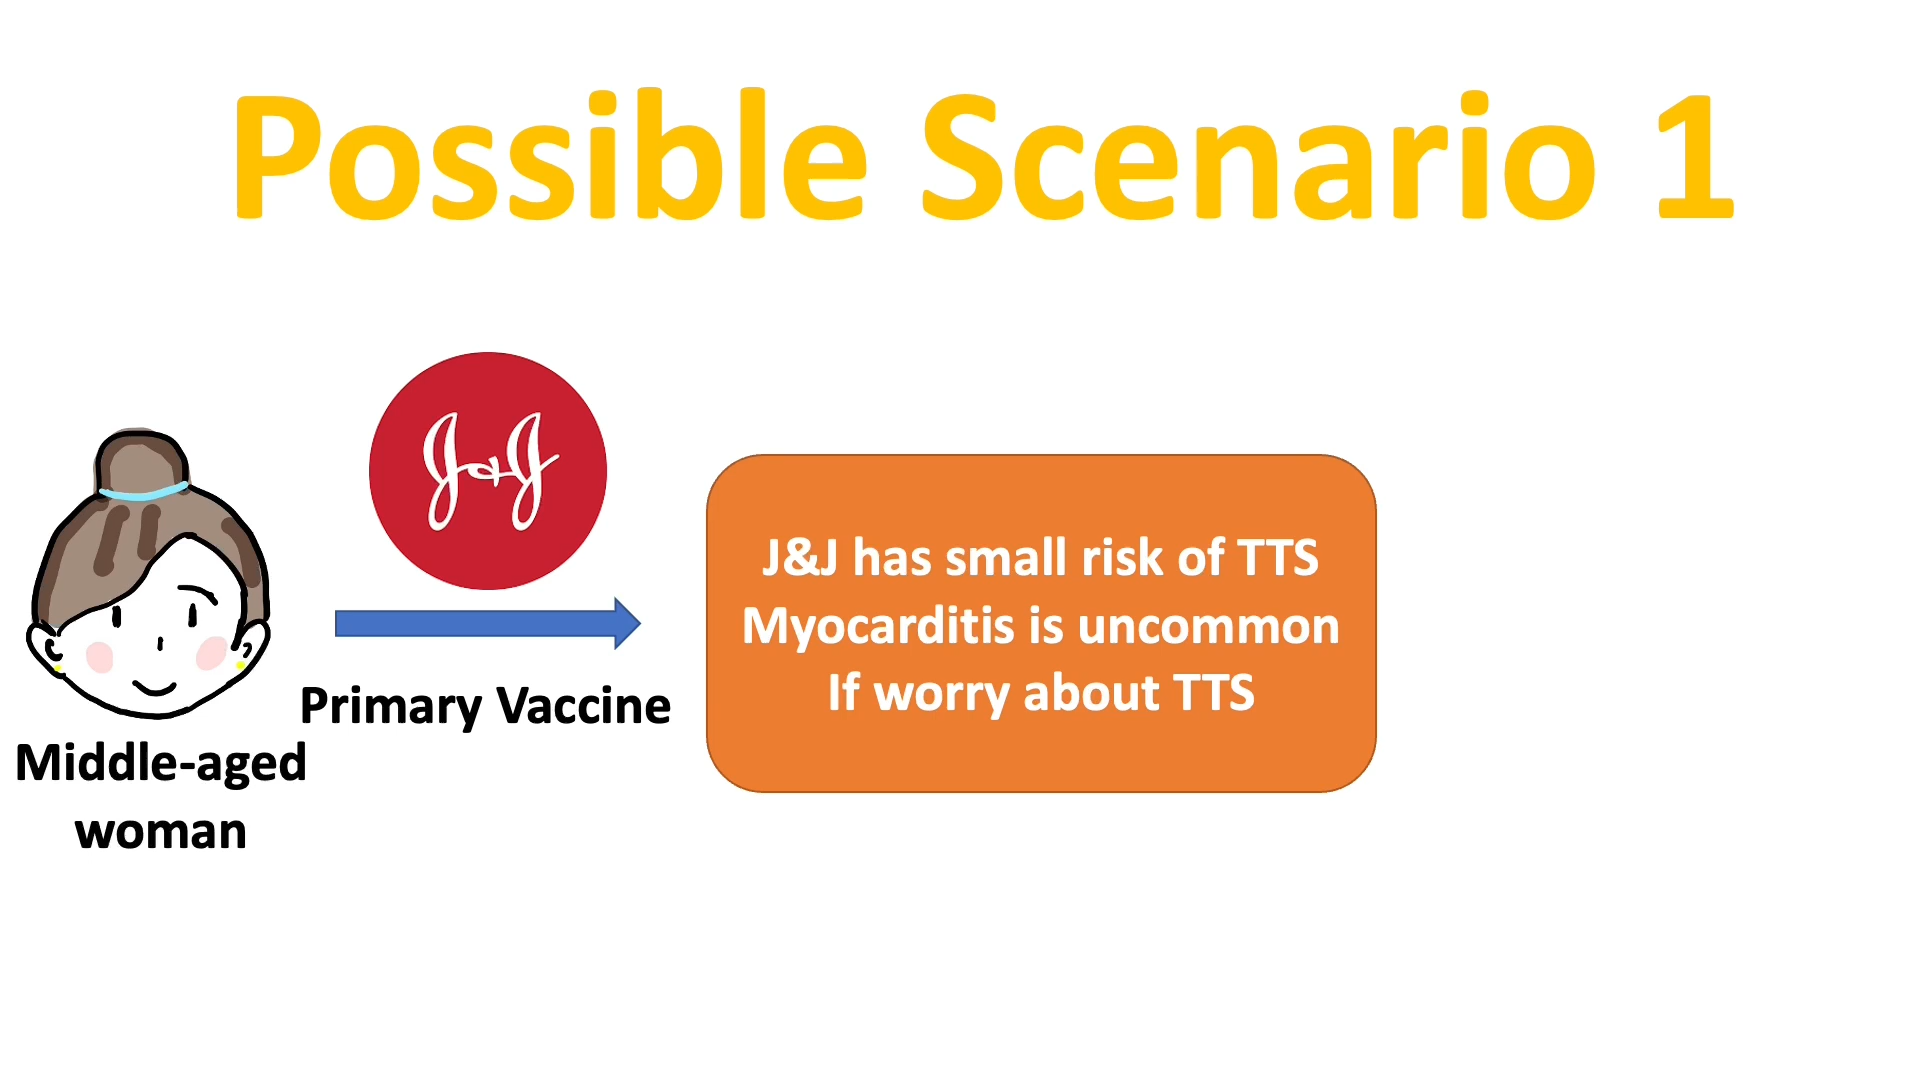 Possible Scenario 1
J&J
Primary Vaccine
Middle-aged
woman
J&J has small risk of TTS
Myocarditis is uncommon
If worry about TTS